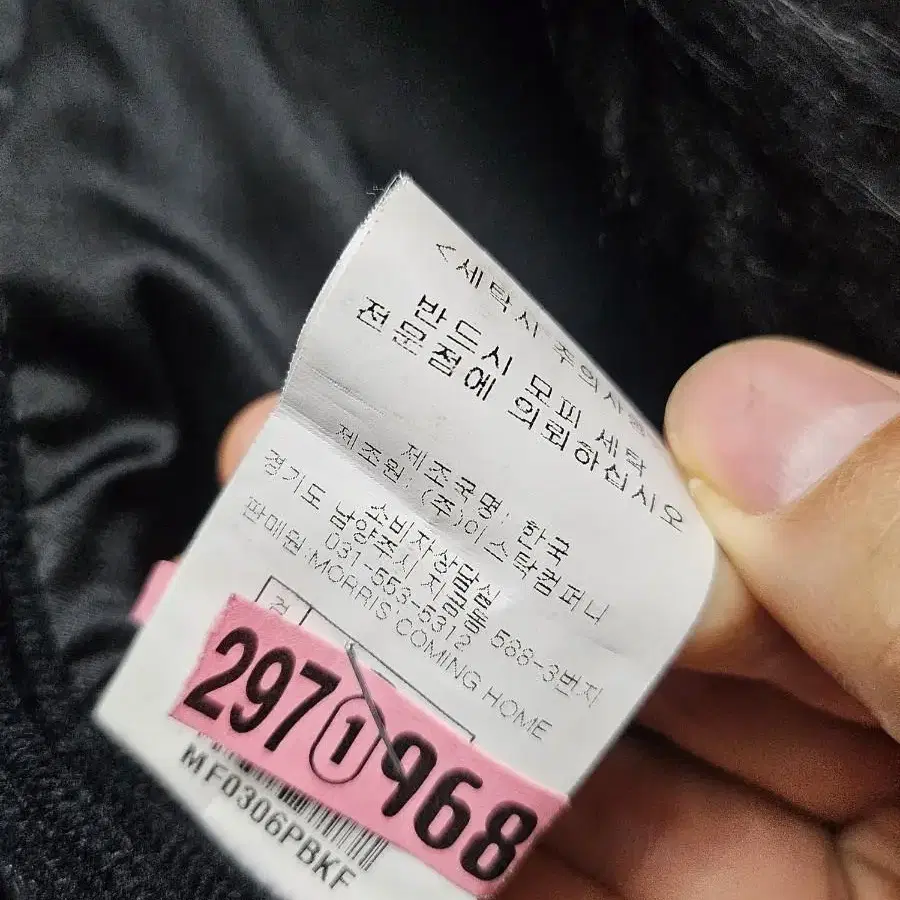 <세탁시 주의사항
반드시 모피 세탁
전문점에 의뢰하십시오
제조국명: 한국
제조원: (주)이스탁컴퍼니
소비자상담실
경기도 남양주시 지금동 588-3번지
031-553-5312
판매원:MORRIS COMING HOME
검
297 1 968
MF0306PBKF